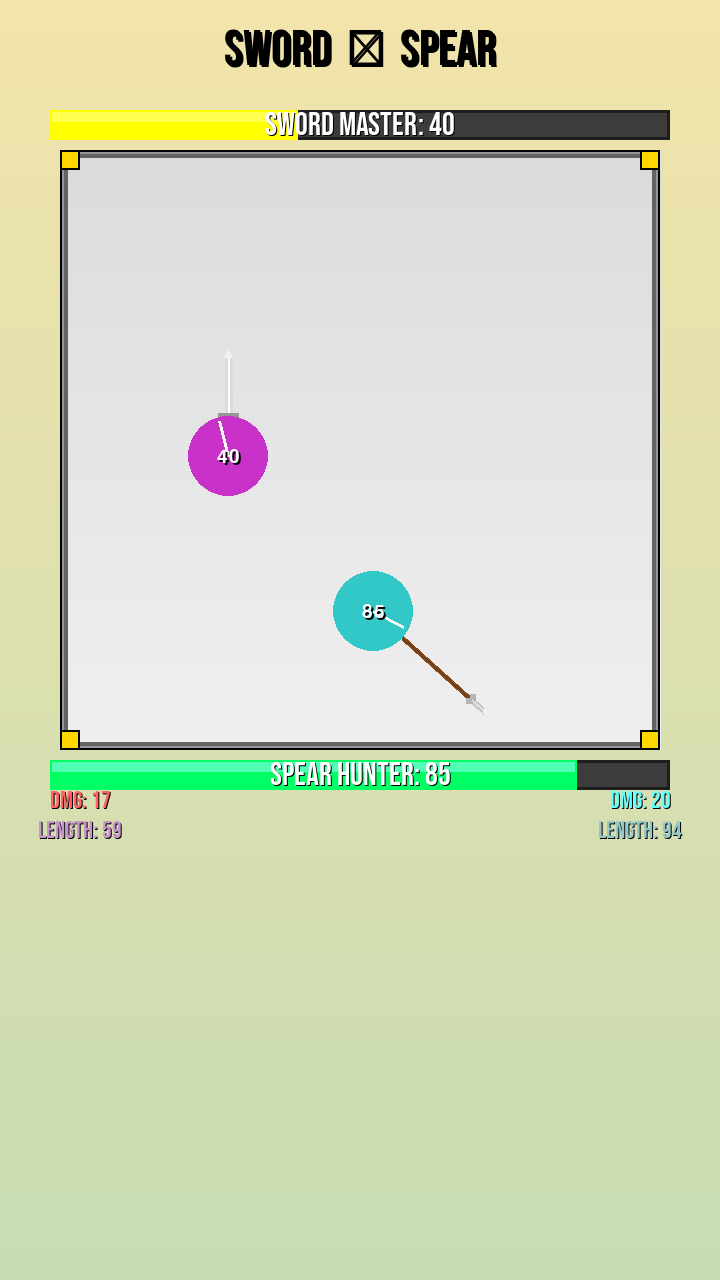 SWORD ⚔ SPEAR
SWORD MASTER: 40
40
85
SPEAR HUNTER: 85
DMG: 17
DMG: 20
LENGTH: 59
LENGTH: 94